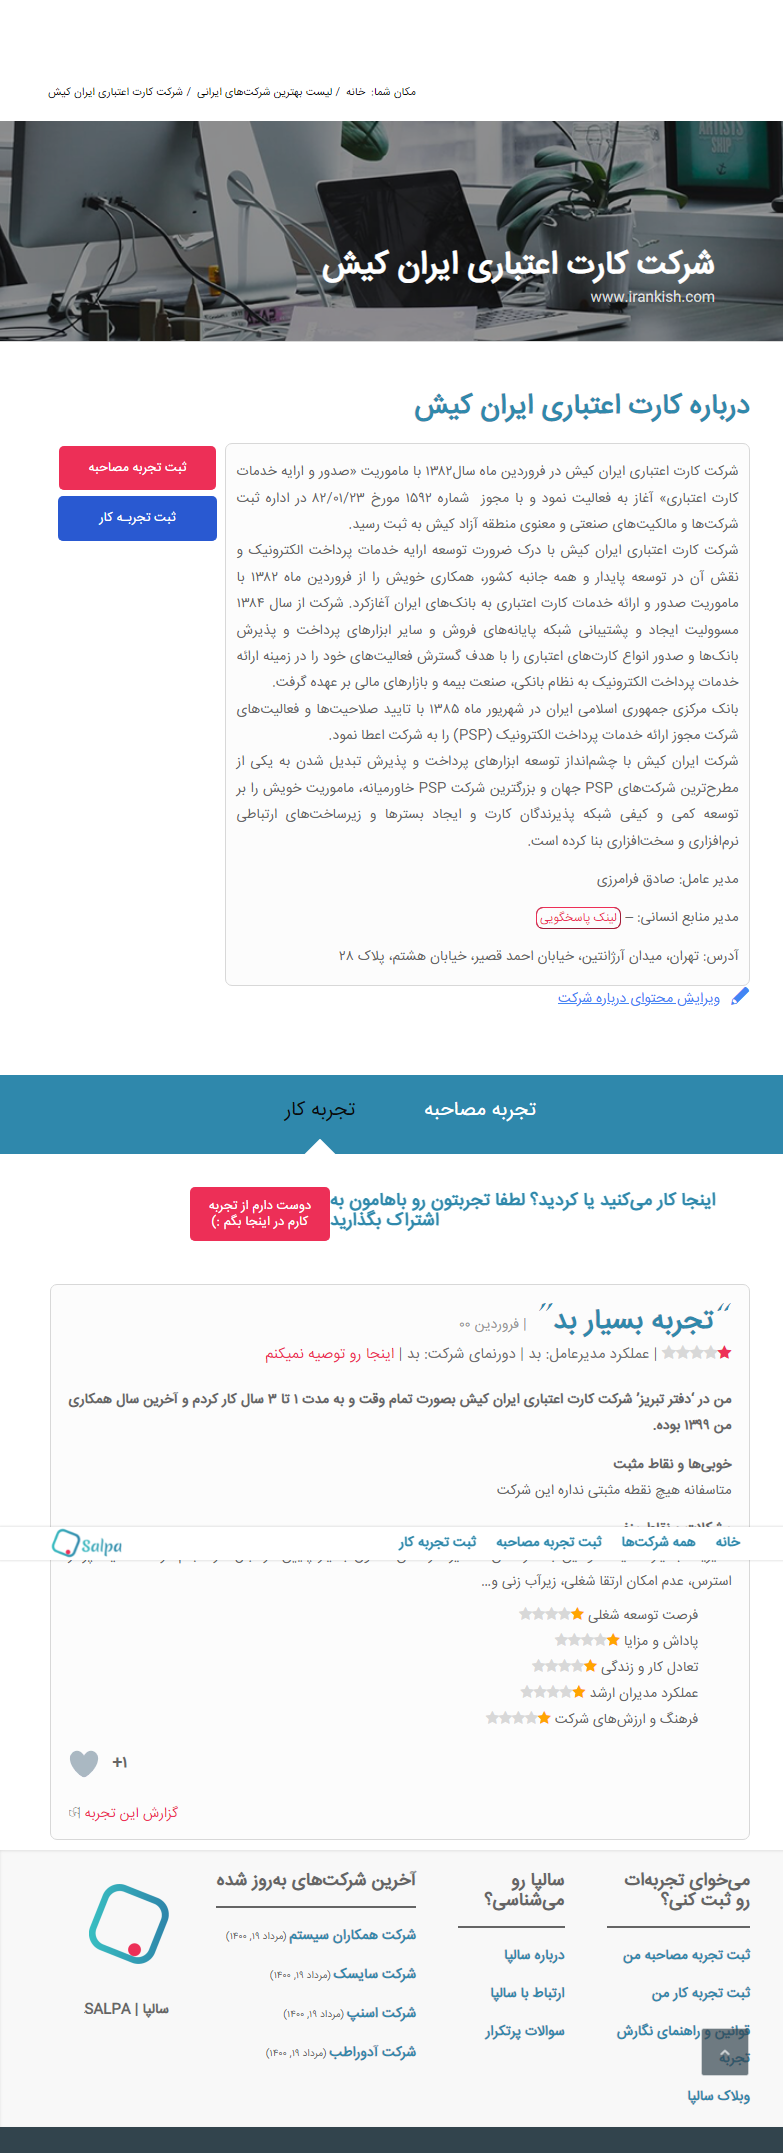 مکان شما: خانه / لیست بهترین شرکت‌های ایرانی / شرکت کارت اعتباری ایران کیش
ARTISTS
SHIP
شرکت کارت اعتباری ایران کیش
www.irankish.com
درباره کارت اعتباری ایران کیش
ثبت تجربه مصاحبه
ثبت تجربـه کار
شرکت کارت اعتباری ایران کیش در فروردین ماه سال۱۳۸۲ با ماموریت «صدور و ارایه خدمات
کارت اعتباری» آغاز به فعالیت نمود و با مجوز شماره ۱۵۹۲ مورخ ۸۲/۰۱/۲۳ در اداره ثبت
شرکت‌ها و مالکیت‌های صنعتی و معنوی منطقه آزاد کیش به ثبت رسید.
شرکت کارت اعتباری ایران کیش با درک ضرورت توسعه ارایه خدمات پرداخت الکترونیک و
نقش آن در توسعه پایدار و همه جانبه کشور، همکاری خویش را از فروردین ماه ۱۳۸۲ با
ماموریت صدور و ارائه خدمات کارت اعتباری به بانک‌های ایران آغازکرد. شرکت از سال ۱۳۸۴
مسوولیت ایجاد و پشتیبانی شبکه پایانه‌های فروش و سایر ابزارهای پرداخت و پذیرش
بانک‌ها و صدور انواع کارت‌های اعتباری را با هدف گسترش فعالیت‌های خود را در زمینه ارائه
خدمات پرداخت الکترونیک به نظام بانکی، صنعت بیمه و بازارهای مالی بر عهده گرفت.
بانک مرکزی جمهوری اسلامی ایران در شهریور ماه ۱۳۸۵ با تایید صلاحیت‌ها و فعالیت‌های
شرکت مجوز ارائه خدمات پرداخت الکترونیک (PSP) را به شرکت اعطا نمود.
شرکت ایران کیش با چشم‌انداز توسعه ابزارهای پرداخت و پذیرش تبدیل شدن به یکی از
مطرح‌ترین شرکت‌های PSP جهان و بزرگترین شرکت PSP خاورمیانه، ماموریت خویش را بر
توسعه کمی و کیفی شبکه پذیرندگان کارت و ایجاد بسترها و زیرساخت‌های ارتباطی
نرم‌افزاری و سخت‌افزاری بنا کرده است.
مدیر عامل: صادق فرامرزی
مدیر منابع انسانی: – لینک پاسخگویی
آدرس: تهران، میدان آرژانتین، خیابان احمد قصیر، خیابان هشتم، پلاک ۲۸
ویرایش محتوای درباره شرکت
تجربه مصاحبه
تجربه کار
اینجا کار می‌کنید یا کردید؟ لطفا تجربتون رو باهامون به
اشتراک بگذارید
دوست دارم از تجربه
کارم در اینجا بگم :)
“تجربه بسیار بد” | فروردین ۰۰
| عملکرد مدیرعامل: بد | دورنمای شرکت: بد | اینجا رو توصیه نمیکنم
من در ‘دفتر تبریز’ شرکت کارت اعتباری ایران کیش بصورت تمام وقت و به مدت ۱ تا ۳ سال کار کردم و آخرین سال همکاری
من ۱۳۹۹ بوده.
خوبی‌ها و نقاط مثبت
متاسفانه هیچ نقطه مثبتی نداره این شرکت
خانه
همه شرکت‌ها
ثبت تجربه مصاحبه
ثبت تجربه کار
Salpa
استرس، عدم امکان ارتقا شغلی، زیرآب زنی و...
فرصت توسعه شغلی
پاداش و مزایا
تعادل کار و زندگی
عملکرد مدیران ارشد
فرهنگ و ارزش‌های شرکت
+۱
گزارش این تجربه
می‌خوای تجربه‌ات
رو ثبت کنی؟
ثبت تجربه مصاحبه من
ثبت تجربه کار من
قوانین و راهنمای نگارش
تجربه
وبلاگ سالپا
سالپا رو
می‌شناسی؟
درباره سالپا
ارتباط با سالپا
سوالات پرتکرار
آخرین شرکت‌های به‌روز شده
شرکت همکاران سیستم (مرداد ۱۹, ۱۴۰۰)
شرکت سایسک (مرداد ۱۹, ۱۴۰۰)
شرکت اسنپ (مرداد ۱۹, ۱۴۰۰)
شرکت آدوراطب (مرداد ۱۹, ۱۴۰۰)
سالپا | SALPA